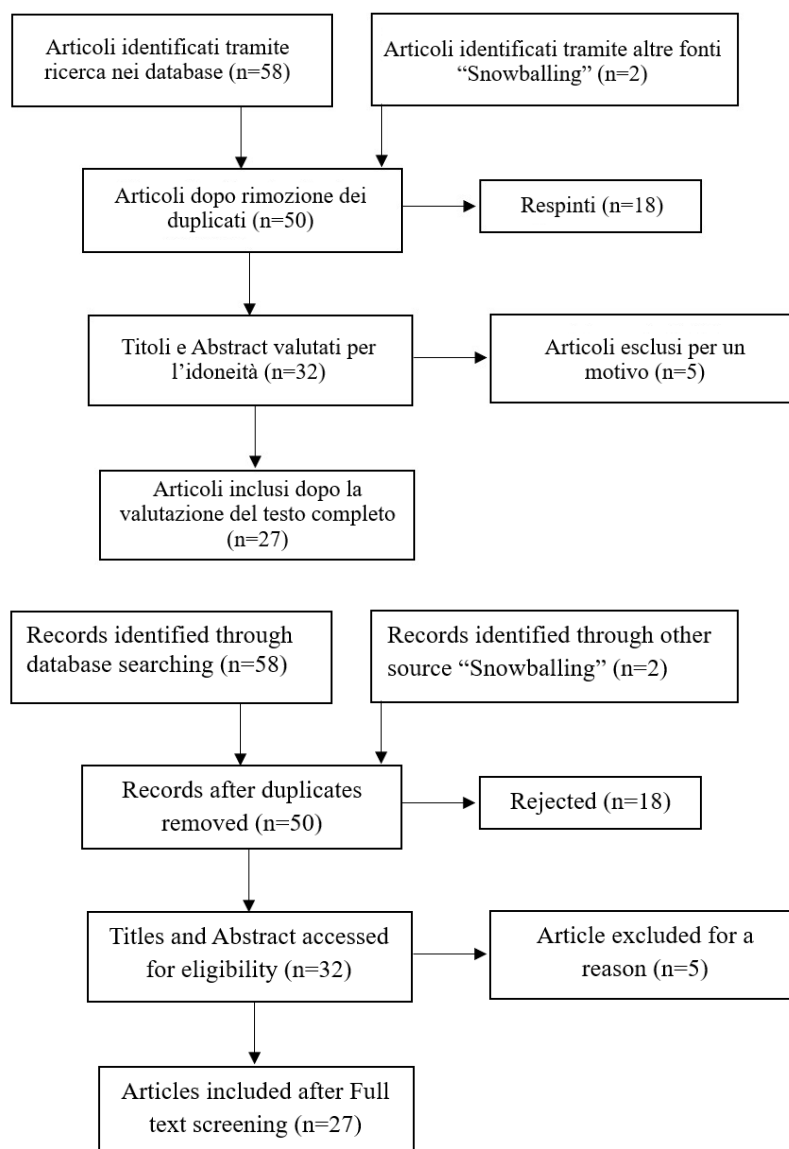 Articoli identificati tramite
ricerca nei database (n=58)
Articoli identificati tramite altre fonti
“Snowballing” (n=2)
Articoli dopo rimozione dei
duplicati (n=50)
Respinti (n=18)
Titoli e Abstract valutati per
l’idoneità (n=32)
Articoli esclusi per un
motivo (n=5)
Articoli inclusi dopo la
valutazione del testo completo
(n=27)
Records identified through
database searching (n=58)
Records identified through other
source “Snowballing” (n=2)
Records after duplicates
removed (n=50)
Rejected (n=18)
Titles and Abstract accessed
for eligibility (n=32)
Article excluded for a
reason (n=5)
Articles included after Full
text screening (n=27)